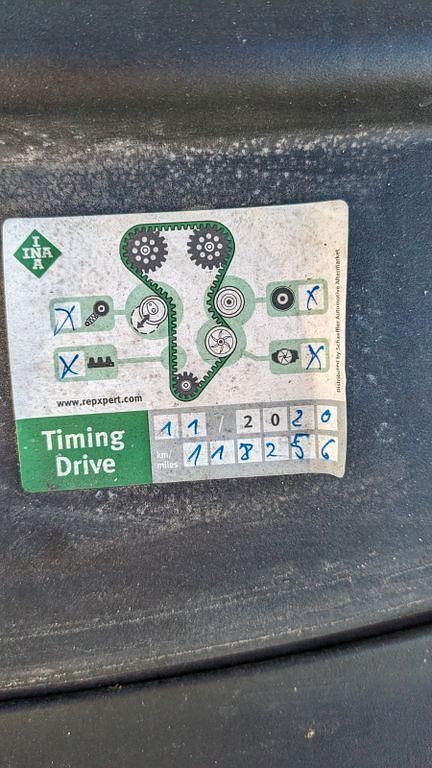 I
INA
A
X
X
X
X
Distributed by Schaeffler Automotive Aftermarket
www.repxpert.com
Timing
Drive
11/2020
km/
miles
118256